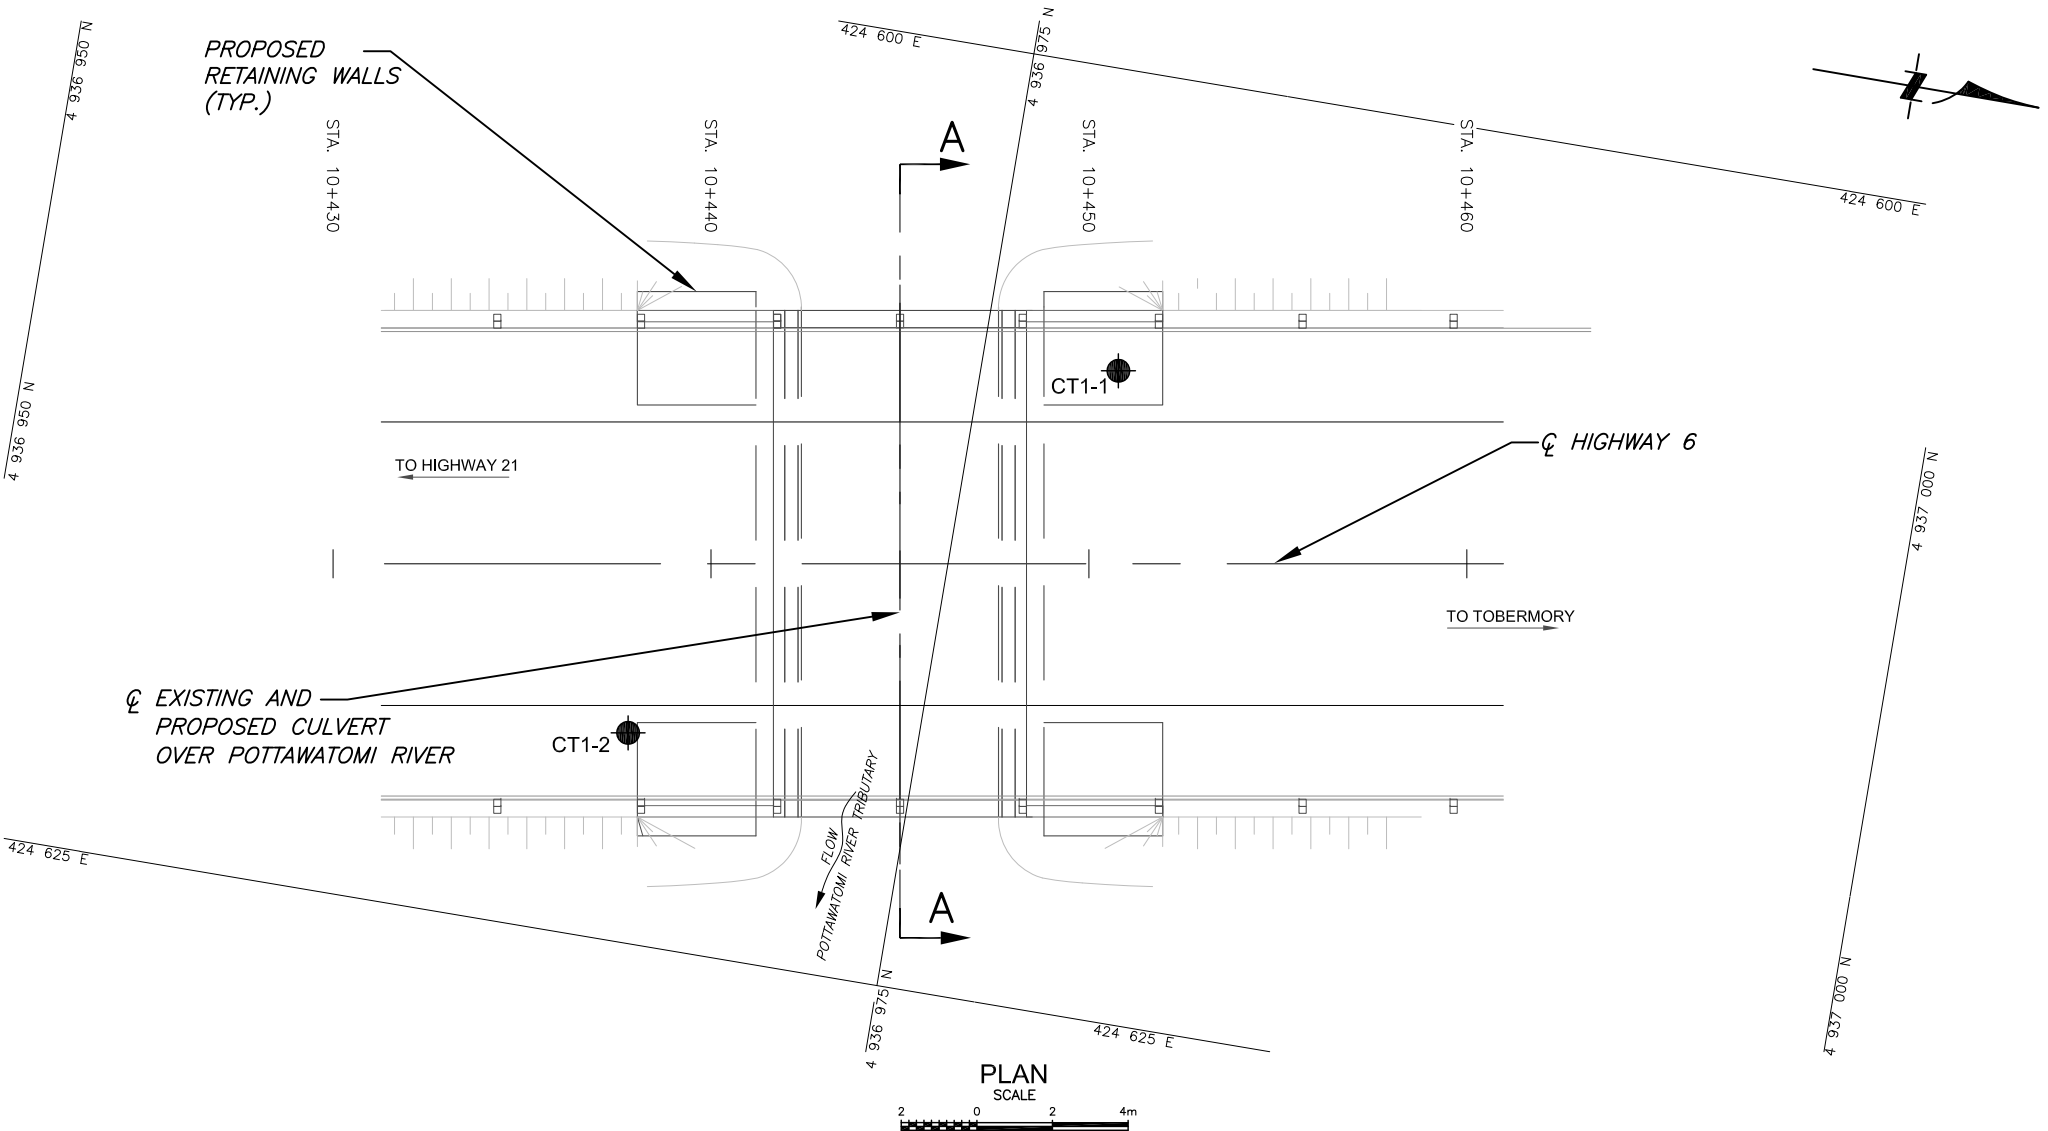 4 936 950 N
PROPOSED
RETAINING WALLS
(TYP.)
424 600 E
4 936 975 N
STA. 10+430
STA. 10+440
A
STA. 10+450
STA. 10+460
424 600 E
4 936 950 N
CT1-1
TO HIGHWAY 21
℄ HIGHWAY 6
4 937 000 N
TO TOBERMORY
℄ EXISTING AND
PROPOSED CULVERT
OVER POTTAWATOMI RIVER
CT1-2
FLOW
POTTAWATOMI RIVER TRIBUTARY
424 625 E
A
4 936 975 N
424 625 E
4 937 000 N
PLAN
SCALE
2 0 2 4m